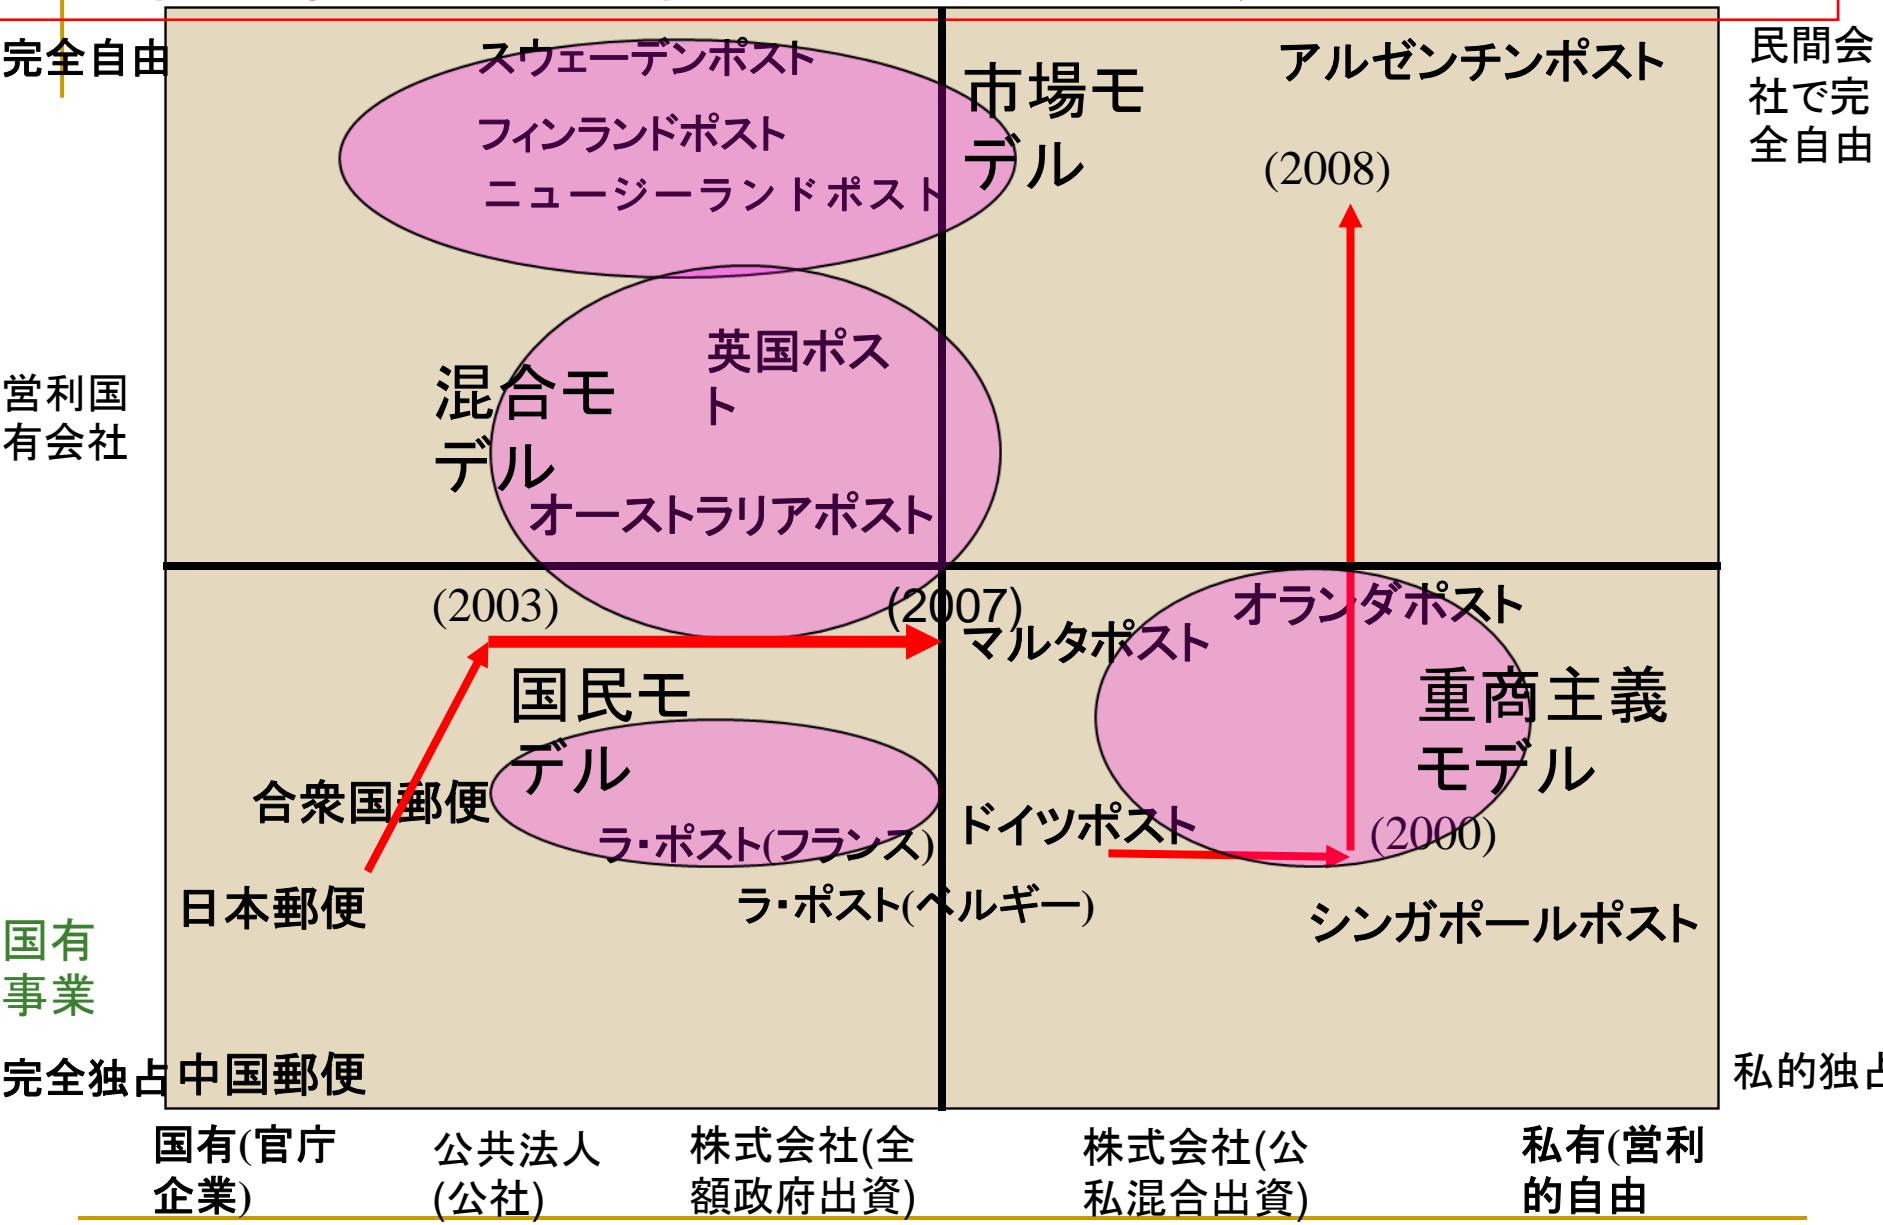 完全自由
スウェーデンポスト
フィンランドポスト
ニュージーランドポスト
市場モ
デル
アルゼンチンポスト
(2008)
民間会
社で完
全自由
営利国
有会社
混合モ
デル
英国ポス
ト
オーストラリアポスト
(2003)
(2007)
マルタポスト
オランダポスト
国民モ
デル
重商主義
モデル
合衆国郵便
ラ・ポスト(フランス)
ドイツポスト
(2000)
日本郵便
ラ・ポスト(ベルギー)
シンガポールポスト
国有
事業
完全独占
中国郵便
私的独占
国有(官庁
企業)
公共法人
(公社)
株式会社(全
額政府出資)
株式会社(公
私混合出資)
私有(営利
的自由